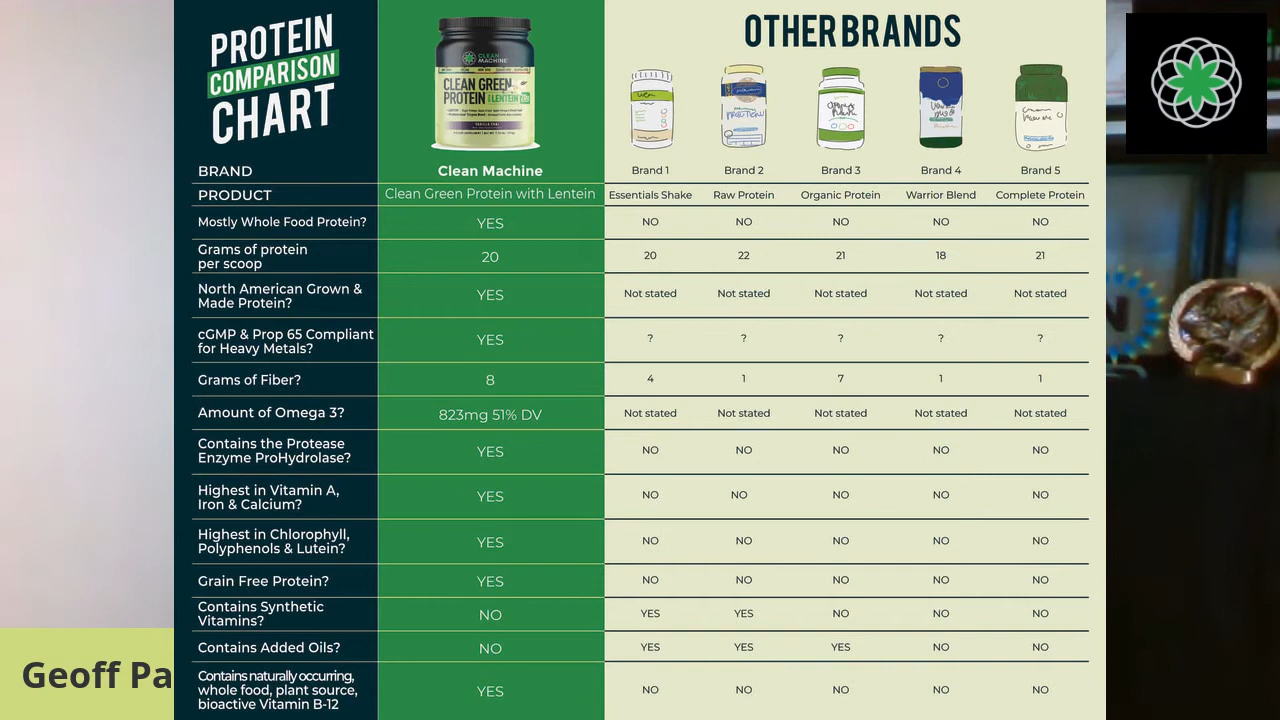 PROTEIN
COMPARISON
CHART
OTHER BRANDS
CLEAN
MACHINE
CLEAN GREEN
PROTEIN
LENTEIN
BRAND
Clean Machine
Brand 1
Brand 2
Brand 3
Brand 4
Brand 5
PRODUCT
Clean Green Protein with Lentein
Essentials Shake
Raw Protein
Organic Protein
Warrior Blend
Complete Protein
Mostly Whole Food Protein?
YES
NO
NO
NO
NO
NO
Grams of protein
per scoop
20
20
22
21
18
21
North American Grown &
Made Protein?
YES
Not stated
Not stated
Not stated
Not stated
Not stated
cGMP & Prop 65 Compliant
for Heavy Metals?
YES
?
?
?
?
?
Grams of Fiber?
8
4
1
7
1
1
Amount of Omega 3?
823mg 51% DV
Not stated
Not stated
Not stated
Not stated
Not stated
Contains the Protease
Enzyme ProHydrolase?
YES
NO
NO
NO
NO
NO
Highest in Vitamin A,
Iron & Calcium?
YES
NO
NO
NO
NO
NO
Highest in Chlorophyll,
Polyphenols & Lutein?
YES
NO
NO
NO
NO
NO
Grain Free Protein?
YES
NO
NO
NO
NO
NO
Contains Synthetic
Vitamins?
NO
YES
YES
NO
NO
NO
Contains Added Oils?
NO
YES
YES
YES
NO
NO
Contains naturally occurring,
whole food, plant source,
bioactive Vitamin B-12
YES
NO
NO
NO
NO
NO
Geoff Pa